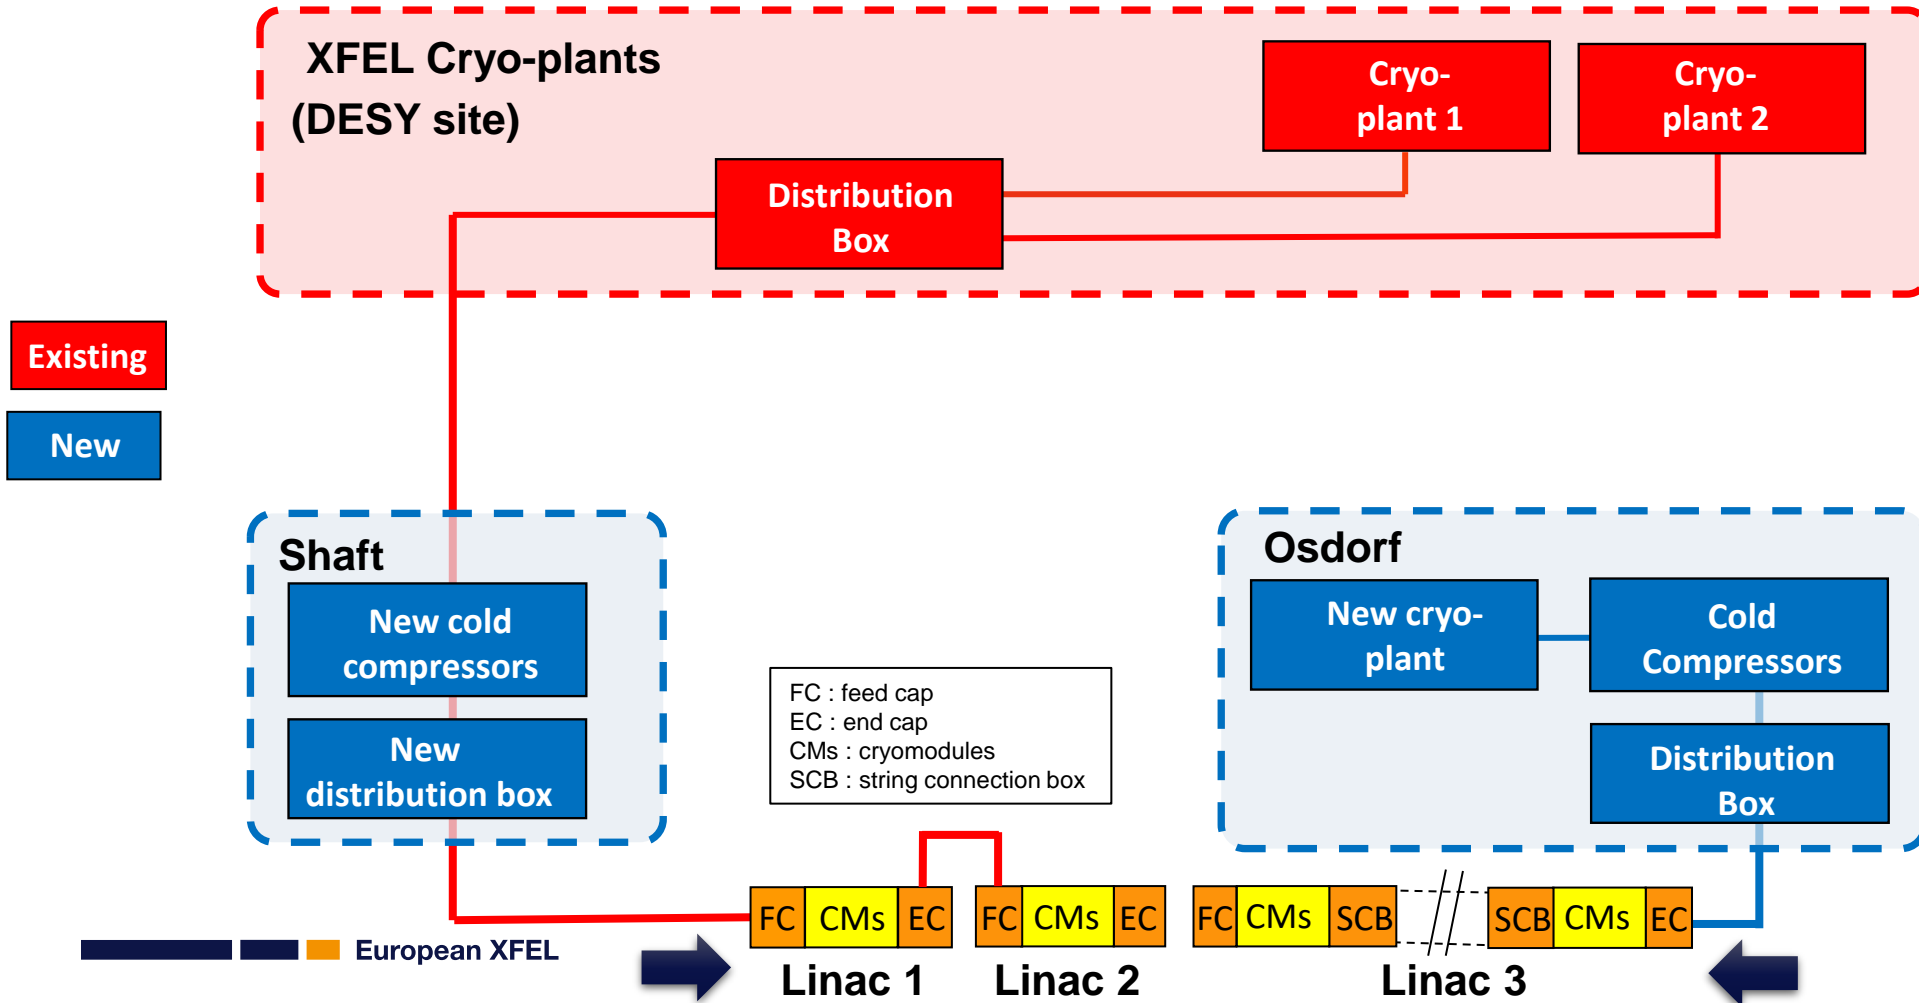 XFEL Cryo-plants
(DESY site)
Cryo-
plant 1
Cryo-
plant 2
Distribution
Box
Existing
New
Shaft
New cold
compressors
New
distribution box
FC : feed cap
EC : end cap
CMs : cryomodules
SCB : string connection box
Osdorf
New cryo-
plant
Cold
Compressors
Distribution
Box
FC CMs EC
FC CMs EC
FC CMs SCB
SCB CMs EC
European XFEL
Linac 1
Linac 2
Linac 3